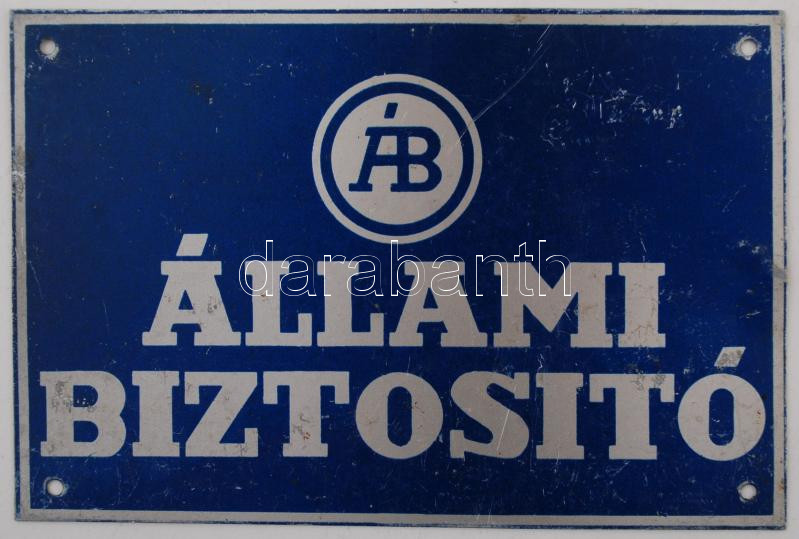 ÁB
ÁLLAMI
darabanth
BIZTOSITÓ